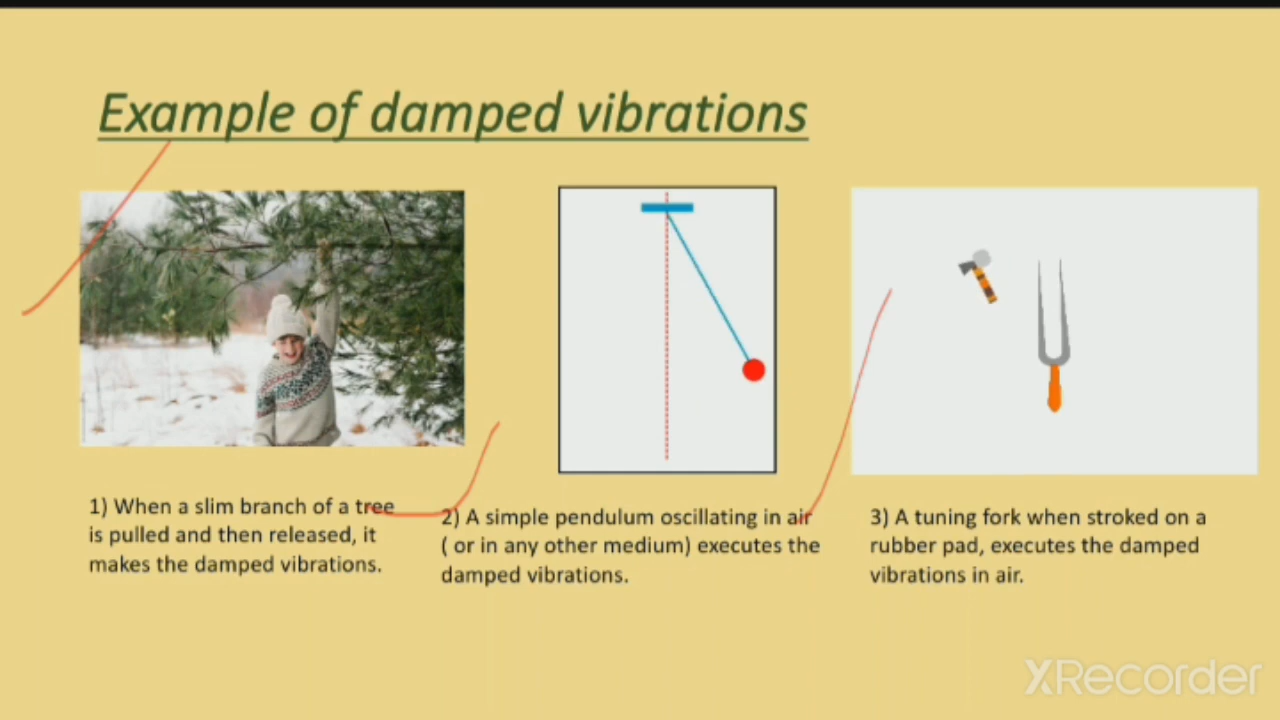 Example of damped vibrations
1) When a slim branch of a tree
is pulled and then released, it
makes the damped vibrations.
2) A simple pendulum oscillating in air
( or in any other medium) executes the
damped vibrations.
3) A tuning fork when stroked on a
rubber pad, executes the damped
vibrations in air.
XRecorder